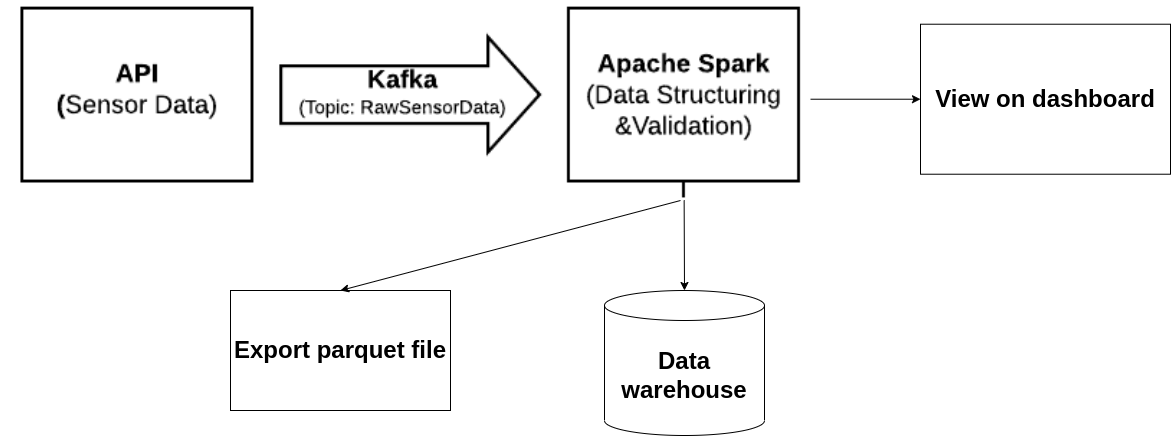 API
(Sensor Data)
Kafka
(Topic: RawSensorData)
Apache Spark
(Data Structuring
&Validation)
View on dashboard
Export parquet file
Data
warehouse